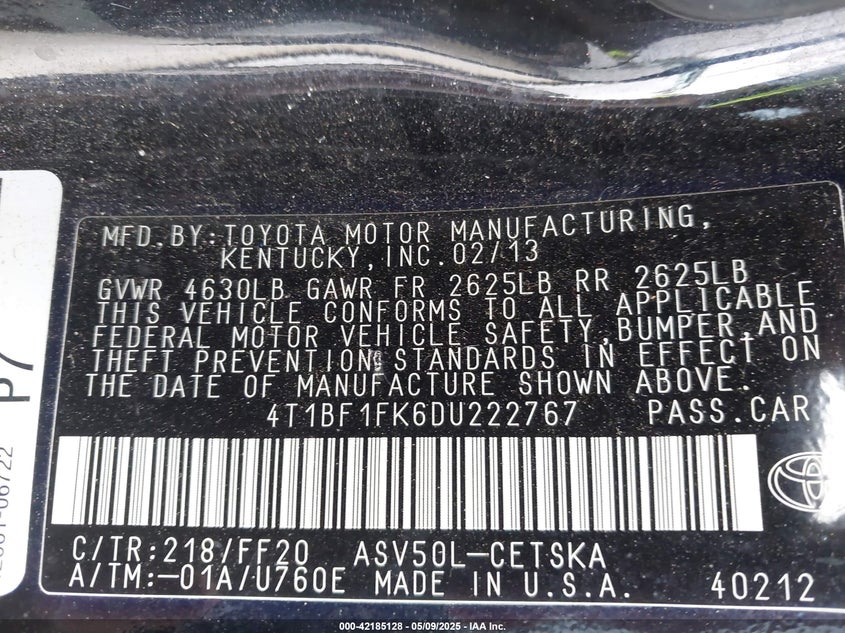 MFD.BY:TOYOTA MOTOR MANUFACTURING,
KENTUCKY,INC.02/13
GVWR 4630LB GAWR FR 2625LB RR 2625LB
THIS VEHICLE CONFORMS TO ALL APPLICABLE
FEDERAL MOTOR VEHICLE SAFETY,BUMPER,AND
THEFT PREVENTION STANDARDS IN EFFECT ON
THE DATE OF MANUFACTURE SHOWN ABOVE.
4T1BF1FK6DU222767 PASS.CAR
C/TR:218/FF20 ASV50L-CETSKA
A/TM:-01A/U760E MADE IN U.S.A. 40212
P7
000-42185128 - 05/09/2025 - IAA Inc.